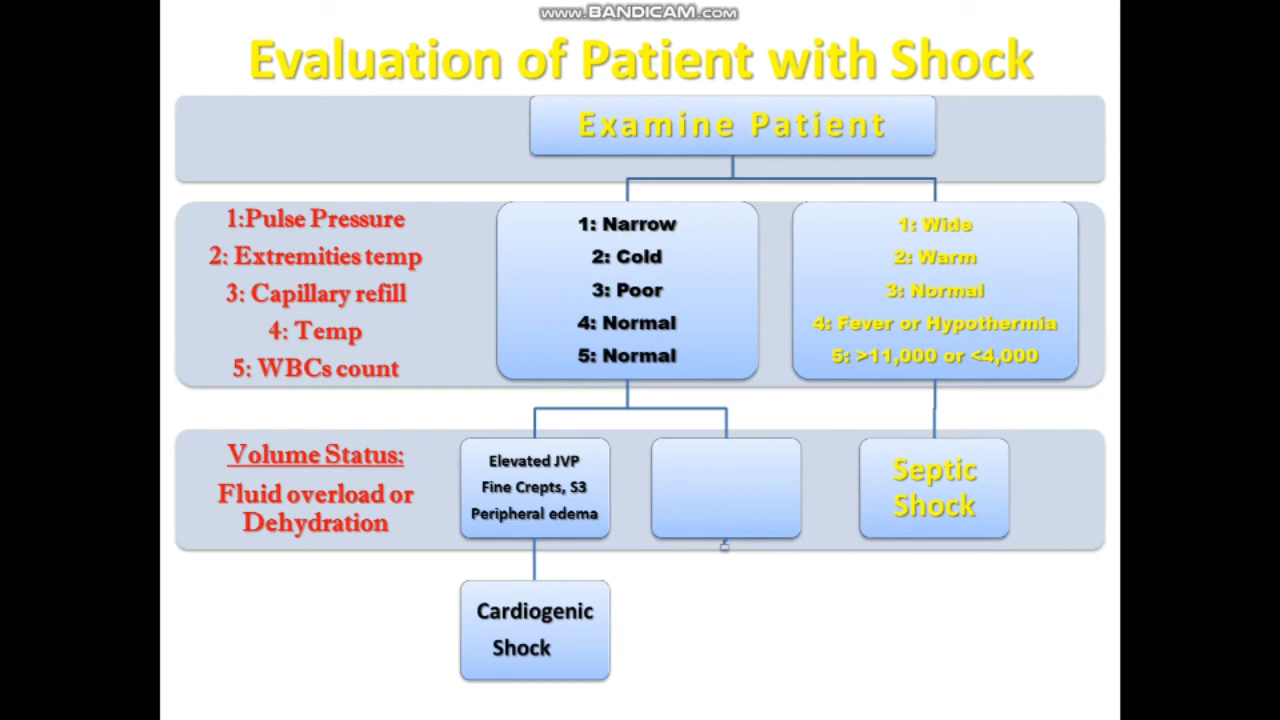 www.BANDICAM.com
Evaluation of Patient with Shock
Examine Patient
1:Pulse Pressure
2: Extremities temp
3: Capillary refill
4: Temp
5: WBCs count
1: Narrow
2: Cold
3: Poor
4: Normal
5: Normal
1: Wide
2: Warm
3: Normal
4: Fever or Hypothermia
5: >11,000 or <4,000
Volume Status:
Fluid overload or
Dehydration
Elevated JVP
Fine Crepts, S3
Peripheral edema
Septic
Shock
Cardiogenic
Shock